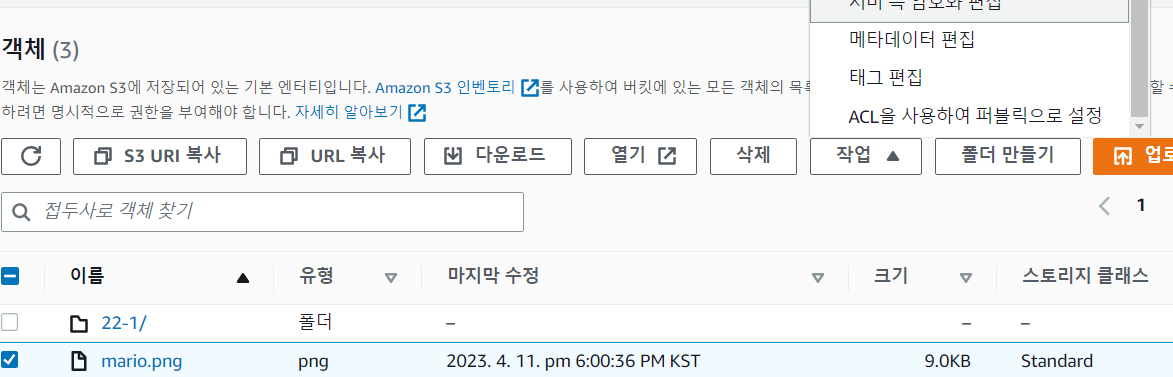 서버 측 암호화 편집
메타데이터 편집
태그 편집
ACL을 사용하여 퍼블릭으로 설정
객체 (3)
객체는 Amazon S3에 저장되어 있는 기본 엔터티입니다. Amazon S3 인벤토리 를 사용하여 버킷에 있는 모든 객체의 목록
하려면 명시적으로 권한을 부여해야 합니다. 자세히 알아보기
S3 URI 복사 URL 복사 다운로드 열기 삭제 작업 폴더 만들기 업로
접두사로 객체 찾기 1
이름 유형 마지막 수정 크기 스토리지 클래스
22-1/ 폴더 – – –
mario.png png 2023. 4. 11. pm 6:00:36 PM KST 9.0KB Standard